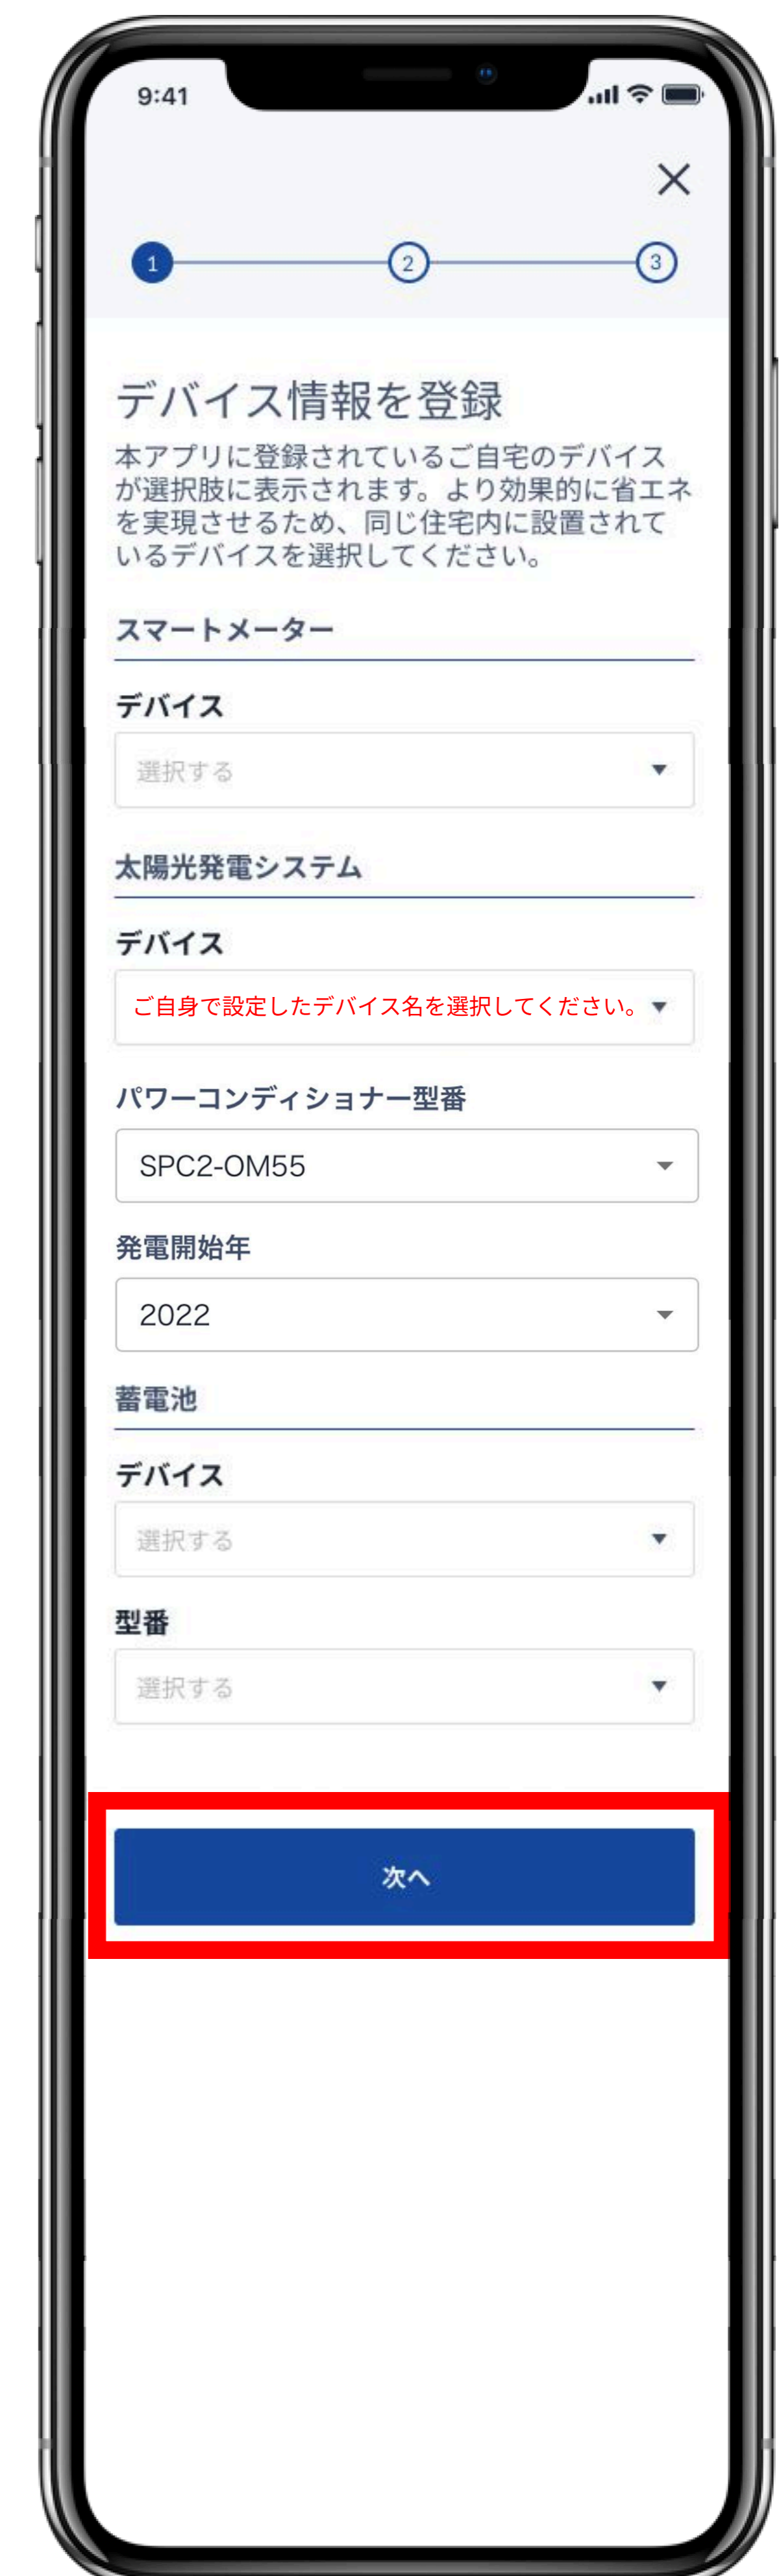 9:41
1
2
3
デバイス情報を登録
本アプリに登録されているご自宅のデバイス
が選択肢に表示されます。より効果的に省エネ
を実現させるため、同じ住宅内に設置されて
いるデバイスを選択してください。
スマートメーター
デバイス
選択する
太陽光発電システム
デバイス
ご自身で設定したデバイス名を選択してください。
パワーコンディショナー型番
SPC2-OM55
発電開始年
2022
蓄電池
デバイス
選択する
型番
選択する
次へ